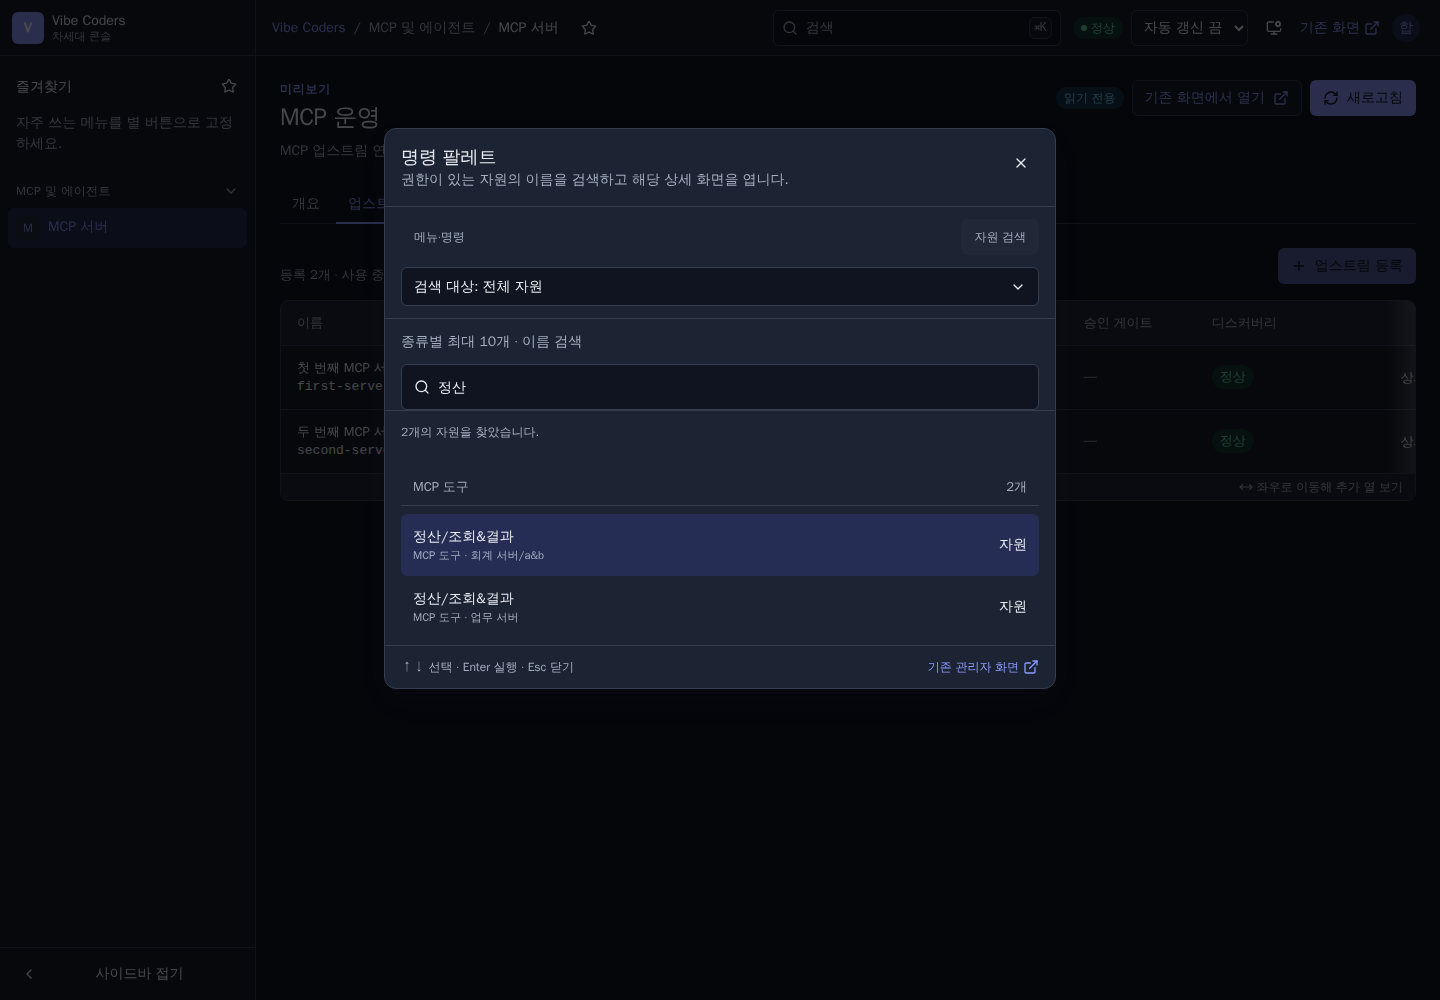 V
Vibe Coders
차세대 콘솔
Vibe Coders / MCP 및 에이전트 / MCP 서버
검색
⌘K
정상
자동 갱신 끔
기존 화면
합
즐겨찾기
자주 쓰는 메뉴를 별 버튼으로 고정
하세요.
MCP 및 에이전트
M MCP 서버
미리보기
MCP 운영
MCP 업스트림 연
읽기 전용
기존 화면에서 열기
새로고침
개요
업스트
등록 2개 · 사용 중
업스트림 등록
이름
승인 게이트
디스커버리
첫 번째 MCP 서
first-serve
—
정상
상
두 번째 MCP 서
second-serv
—
정상
상
좌우로 이동해 추가 열 보기
명령 팔레트
권한이 있는 자원의 이름을 검색하고 해당 상세 화면을 엽니다.
메뉴·명령
자원 검색
검색 대상: 전체 자원
종류별 최대 10개 · 이름 검색
정산
2개의 자원을 찾았습니다.
MCP 도구
2개
정산/조회&결과
MCP 도구 · 회계 서버/a&b
자원
정산/조회&결과
MCP 도구 · 업무 서버
자원
↑↓ 선택 · Enter 실행 · Esc 닫기
기존 관리자 화면
사이드바 접기